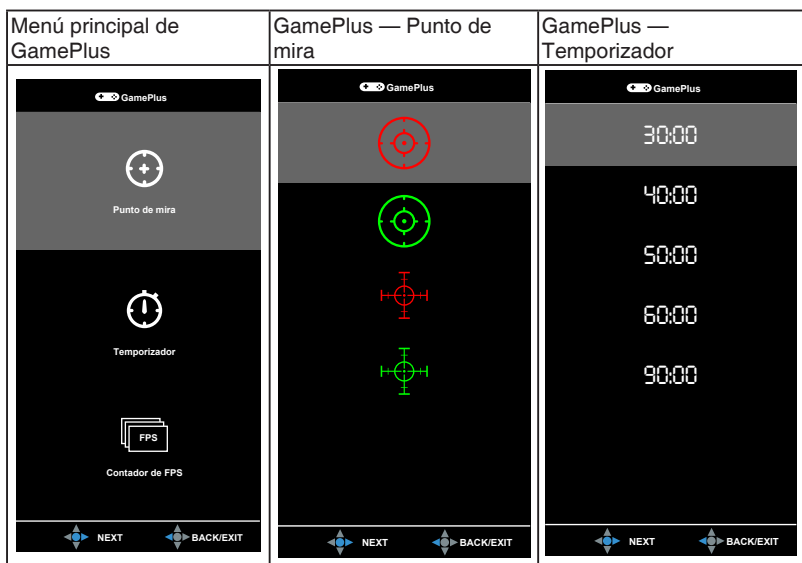 Menú principal de
GamePlus
GamePlus — Punto de
mira
GamePlus —
Temporizador
GamePlus
Punto de mira
Temporizador
FPS
Contador de FPS
NEXT BACK/EXIT
GamePlus
NEXT BACK/EXIT
GamePlus
30:00
40:00
50:00
60:00
90:00
NEXT BACK/EXIT